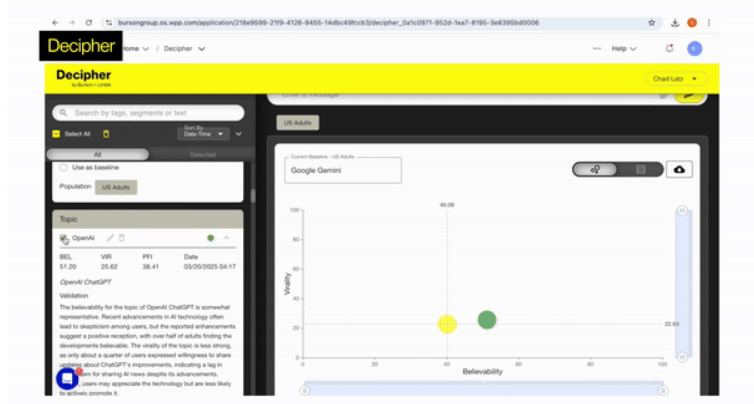 bursongroup.os.wpp.com/application/218e9599-21f9-4126-9455-14dbc49fccb3/decipher_0a1c0971-952d-1ea7-8195-3e8395bd0006
Decipher
ome / Decipher
Help
Decipher
by Burson + Limbik
Chad Latz
Search by tags, segments or text
Select All
Sort By
Date-Time
All
Selected
Use as baseline
Population
US Adults
Topic
OpenAI
BEL VIR PFI Date
51.20 25.62 38.41 03/20/2025 04:17
OpenAI ChatGPT
Validation
The believability for the topic of OpenAI ChatGPT is somewhat
representative. Recent advancements in AI technology often
lead to skepticism among users, but the reported enhancements
suggest a positive reception, with over half of adults finding the
developments believable. The virality of the topic is less strong,
as only about a quarter of users expressed willingness to share
updates about ChatGPT's improvements, indicating a lag in
for sharing AI news despite its advancements.
users may appreciate the technology but are less likely
to actively promote it.
Enter a message
US Adults
Current Baseline - US Adults
Google Gemini
40.09
100
80
60
40
20
0
Virality
22.69
0 20 40 60 80 100
Believability